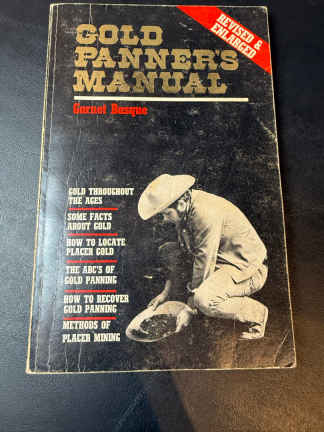 GOLD
PANNER'S
MANUAL
REVISED &
ENLARGED
Garnet Basque
GOLD THROUGHOUT
THE AGES
SOME FACTS
ABOUT GOLD
HOW TO LOCATE
PLACER GOLD
THE ABC'S OF
GOLD PANNING
HOW TO RECOVER
GOLD PANNING
METHODS OF
PLACER MINING